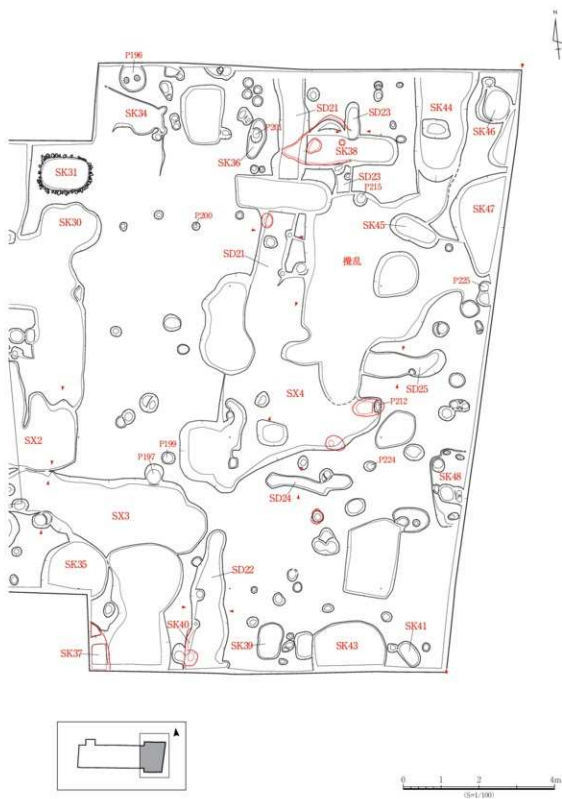 N
P196
SK34
SD21
SD23
SK44
SK46
P201
SK38
SK36
SD23
P215
SK31
SK30
P200
SK45
SK47
SD21
攪乱
P225
SD25
SX4
P212
SX2
P199
P197
P224
SK48
SD24
SX3
SK35
SD22
SK40
SK39
SK43
SK41
SK37
0 1 2 4m
(S=1/100)